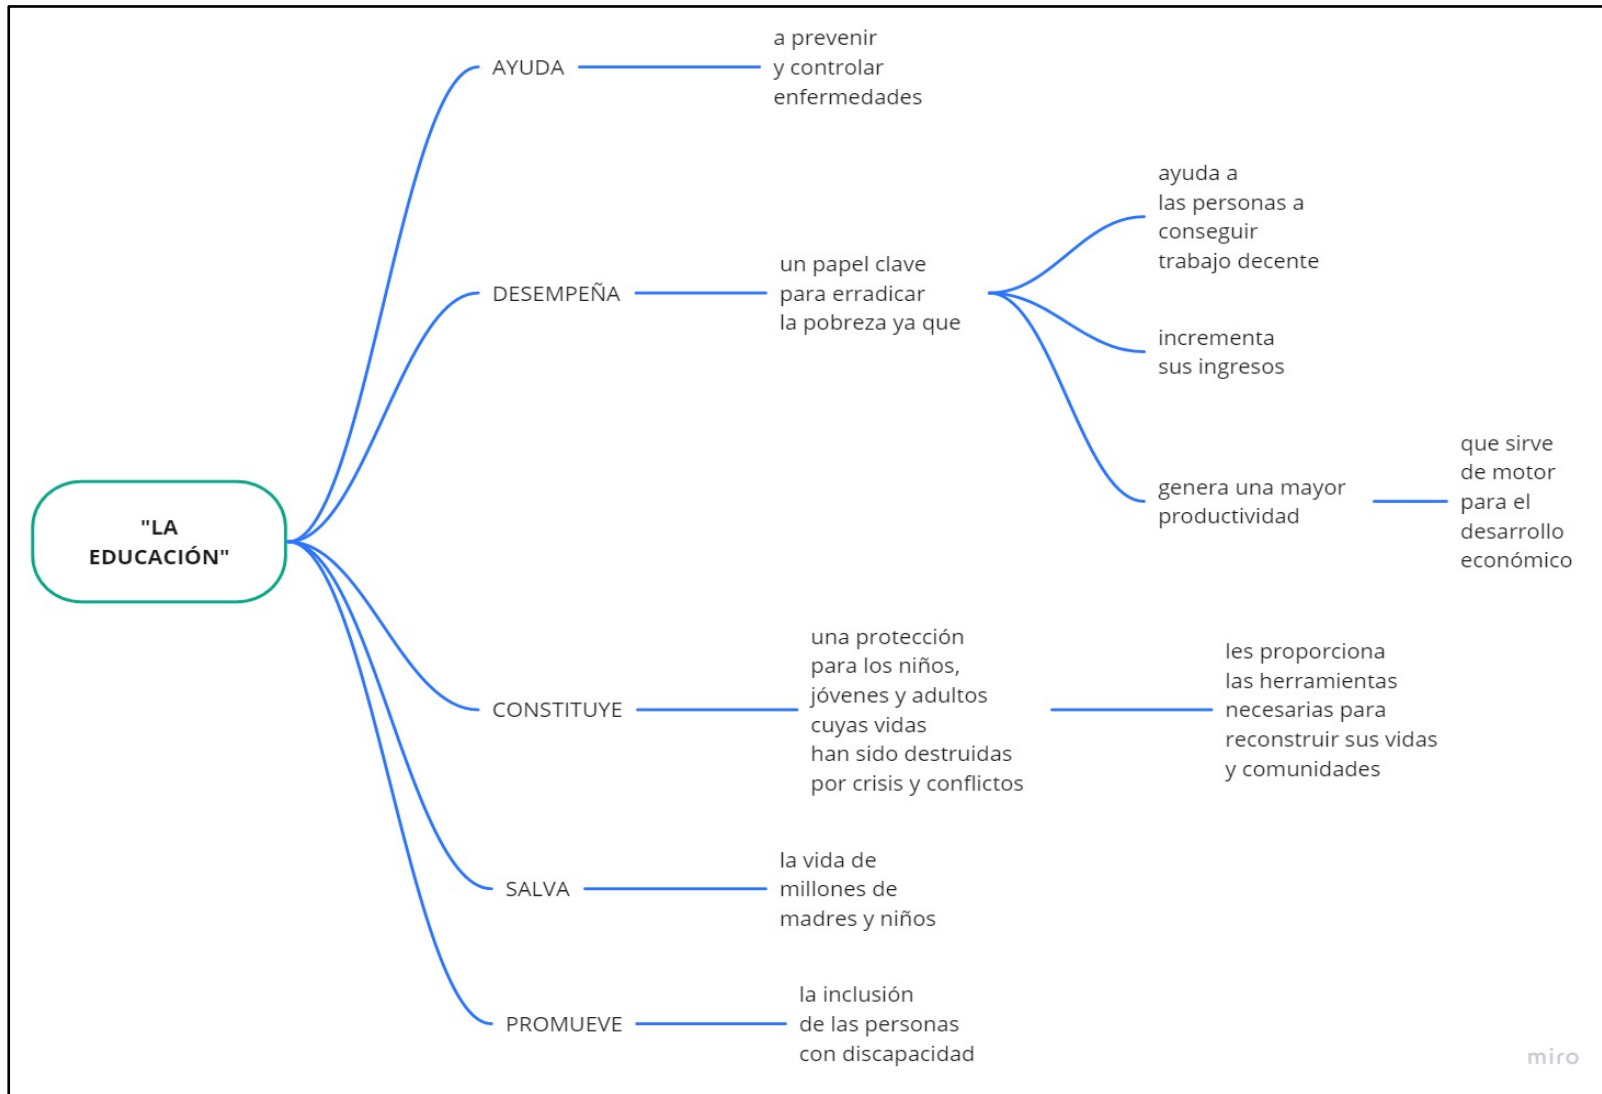 "LA
EDUCACIÓN"
AYUDA
a prevenir
y controlar
enfermedades
DESEMPEÑA
un papel clave
para erradicar
la pobreza ya que
ayuda a
las personas a
conseguir
trabajo decente
incrementa
sus ingresos
genera una mayor
productividad
que sirve
de motor
para el
desarrollo
económico
CONSTITUYE
una protección
para los niños,
jóvenes y adultos
cuyas vidas
han sido destruidas
por crisis y conflictos
les proporciona
las herramientas
necesarias para
reconstruir sus vidas
y comunidades
SALVA
la vida de
millones de
madres y niños
PROMUEVE
la inclusión
de las personas
con discapacidad
miro